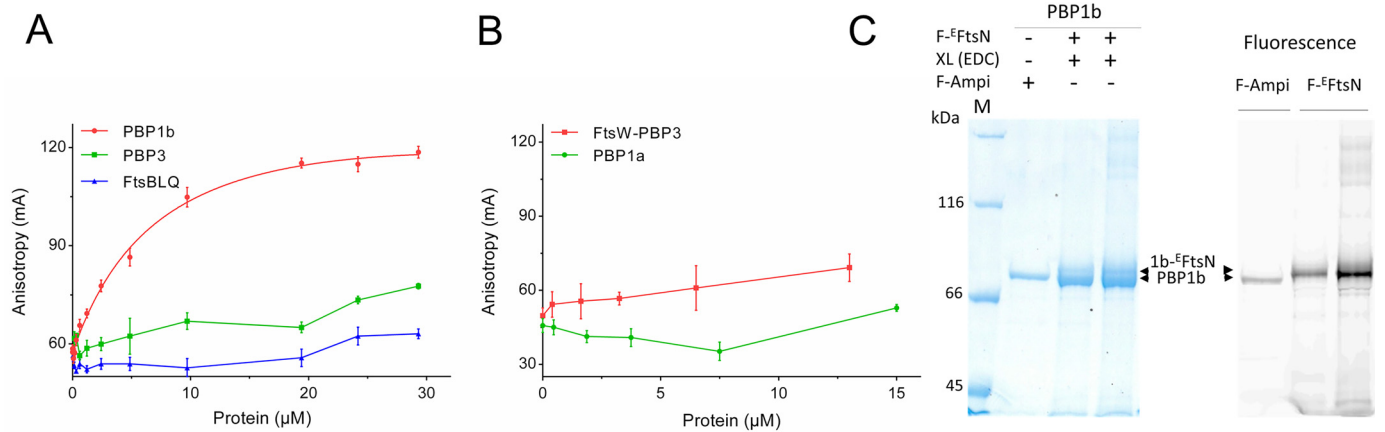 A
Anisotropy (mA)
120
90
60
PBP1b
PBP3
FtsBLQ
0
10
20
30
Protein (µM)
B
Anisotropy (mA)
120
90
60
30
FtsW-PBP3
PBP1a
0
5
10
15
Protein (µM)
C
PBP1b
F-ᴱFtsN - + +
XL (EDC) - + +
F-Ampi + - -
M
kDa
116
66
45
1b-ᴱFtsN
PBP1b
Fluorescence
F-Ampi F-ᴱFtsN